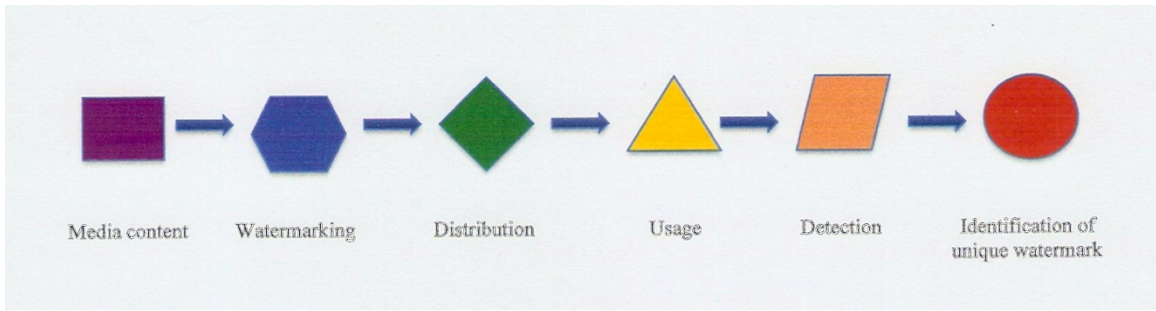 Media content
Watermarking
Distribution
Usage
Detection
Identification of
unique watermark